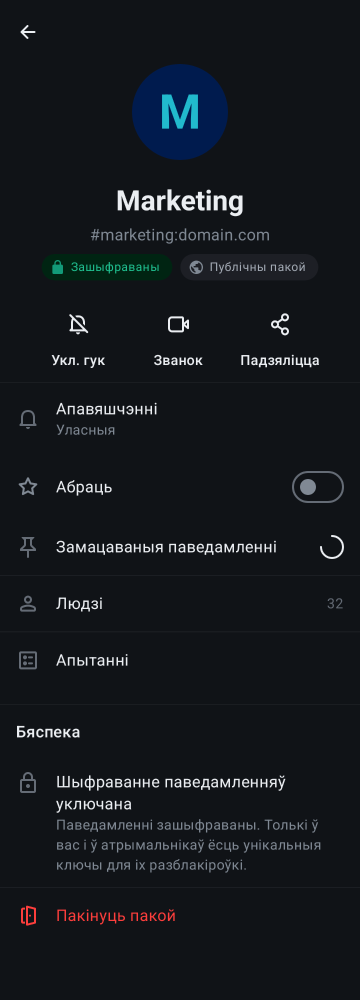 M
Marketing
#marketing:domain.com
Зашыфраваны
Публічны пакой
Укл. гук
Званок
Падзяліцца
Апавяшчэнні
Уласныя
Абраць
Замацаваныя паведамленні
Людзі
32
Апытанні
Бяспека
Шыфраванне паведамленняў
уключана
Паведамленні зашыфраваны. Толькі ў
вас і ў атрымальнікаў ёсць унікальныя
ключы для іх разблакіроўкі.
Пакінуць пакой